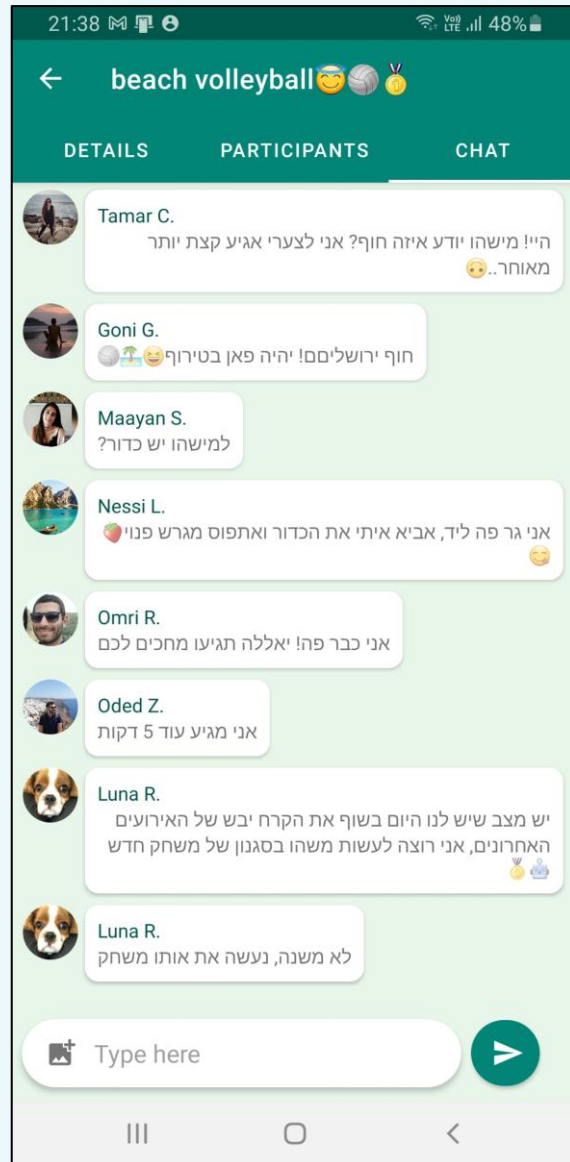 21:38 48%
Vo)) LTE
beach volleyball😇🏐🏅
DETAILS PARTICIPANTS CHAT
Tamar C.
היי! מישהו יודע איזה חוף? אני לצערי אגיע קצת יותר
מאוחר..🙃
Goni G.
חוף ירושליםם! יהיה פאן בטירוף😆🏝🏐
Maayan S.
למישהו יש כדור?
Nessi L.
אני גר פה ליד, אביא איתי את הכדור ואתפוס מגרש פנוי🍓
😋
Omri R.
אני כבר פה! יאללה תגיעו מחכים לכם
Oded Z.
אני מגיע עוד 5 דקות
Luna R.
יש מצב שיש לנו היום בשוף את הקרח יבש של האירועים
האחרונים, אני רוצה לעשות משהו בסגנון של משחק חדש
🤖🏅
Luna R.
לא משנה, נעשה את אותו משחק
Type here